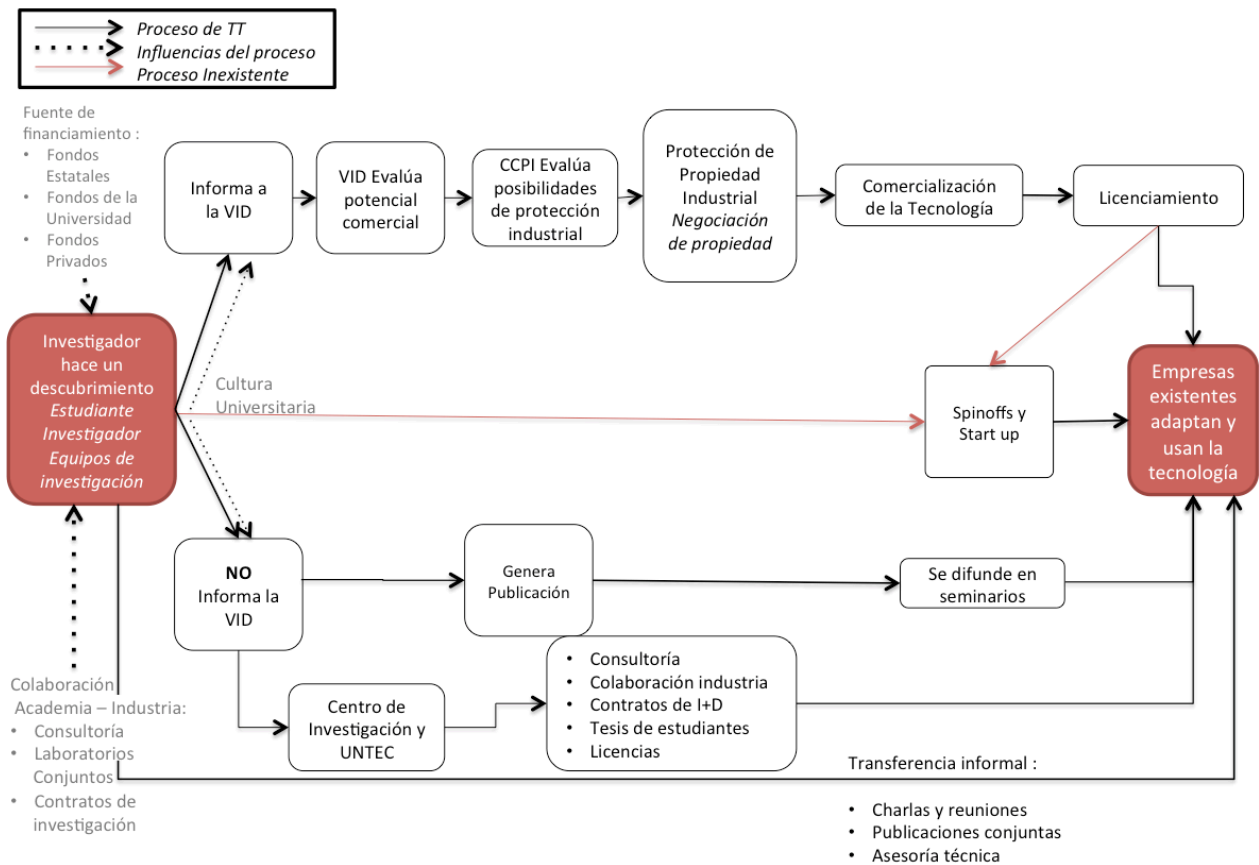 Proceso de TT
Influencias del proceso
Proceso Inexistente
Fuente de
financiamiento :
• Fondos
Estatales
• Fondos de la
Universidad
• Fondos
Privados
Informa a
la VID
VID Evalúa
potencial
comercial
CCPI Evalúa
posibilidades
de protección
industrial
Protección de
Propiedad
Industrial
Negociación
de propiedad
Comercialización
de la Tecnología
Licenciamiento
Investigador
hace un
descubrimiento
Estudiante
Investigador
Equipos de
investigación
Cultura
Universitaria
Spinoffs y
Start up
Empresas
existentes
adaptan y
usan la
tecnología
NO
Informa la
VID
Genera
Publicación
Se difunde en
seminarios
Colaboración
Academia – Industria:
• Consultoría
• Laboratorios
Conjuntos
• Contratos de
investigación
Centro de
Investigación y
UNTEC
• Consultoría
• Colaboración industria
• Contratos de I+D
• Tesis de estudiantes
• Licencias
Transferencia informal :
• Charlas y reuniones
• Publicaciones conjuntas
• Asesoría técnica